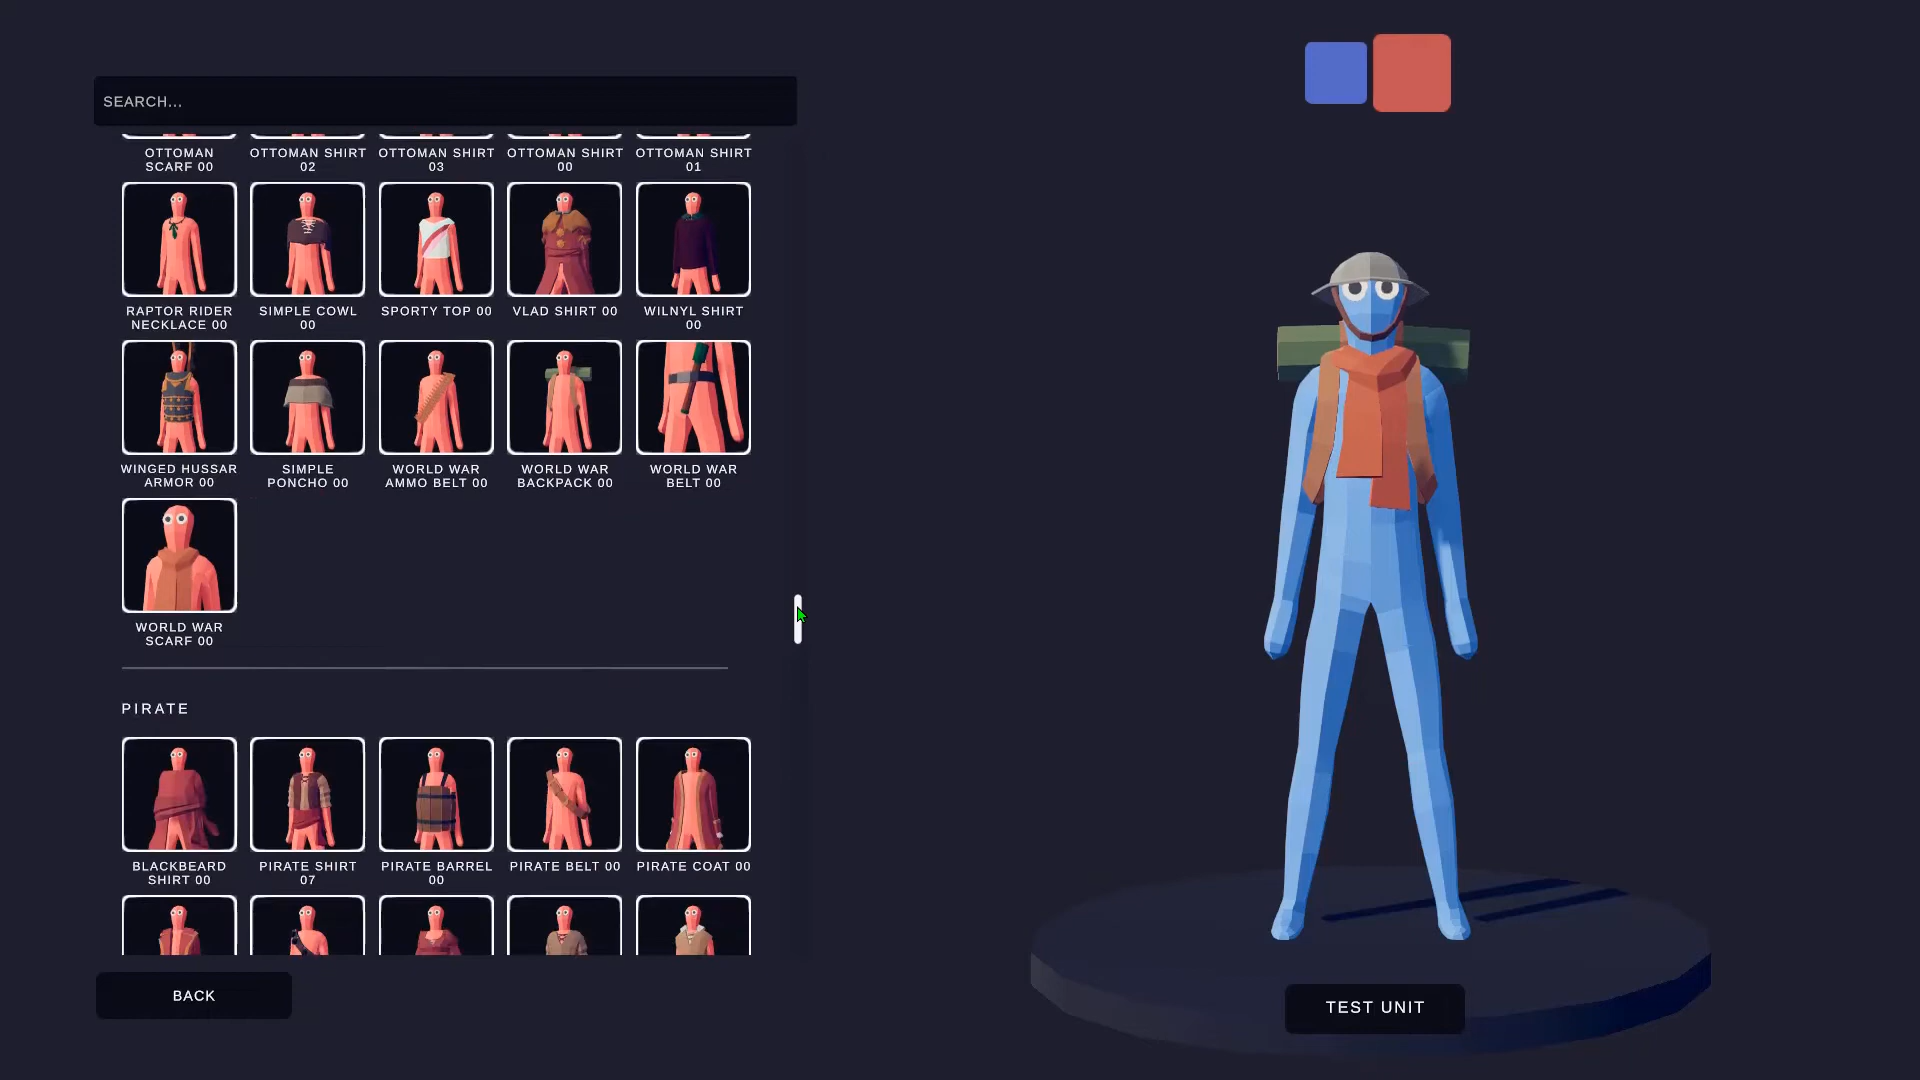 SEARCH...
OTTOMAN
SCARF 00
OTTOMAN SHIRT
02
OTTOMAN SHIRT
03
OTTOMAN SHIRT
00
OTTOMAN SHIRT
01
RAPTOR RIDER
NECKLACE 00
SIMPLE COWL
00
SPORTY TOP 00
VLAD SHIRT 00
WILNYL SHIRT
00
WINGED HUSSAR
ARMOR 00
SIMPLE
PONCHO 00
WORLD WAR
AMMO BELT 00
WORLD WAR
BACKPACK 00
WORLD WAR
BELT 00
WORLD WAR
SCARF 00
PIRATE
BLACKBEARD
SHIRT 00
PIRATE SHIRT
07
PIRATE BARREL
00
PIRATE BELT 00
PIRATE COAT 00
BACK
TEST UNIT